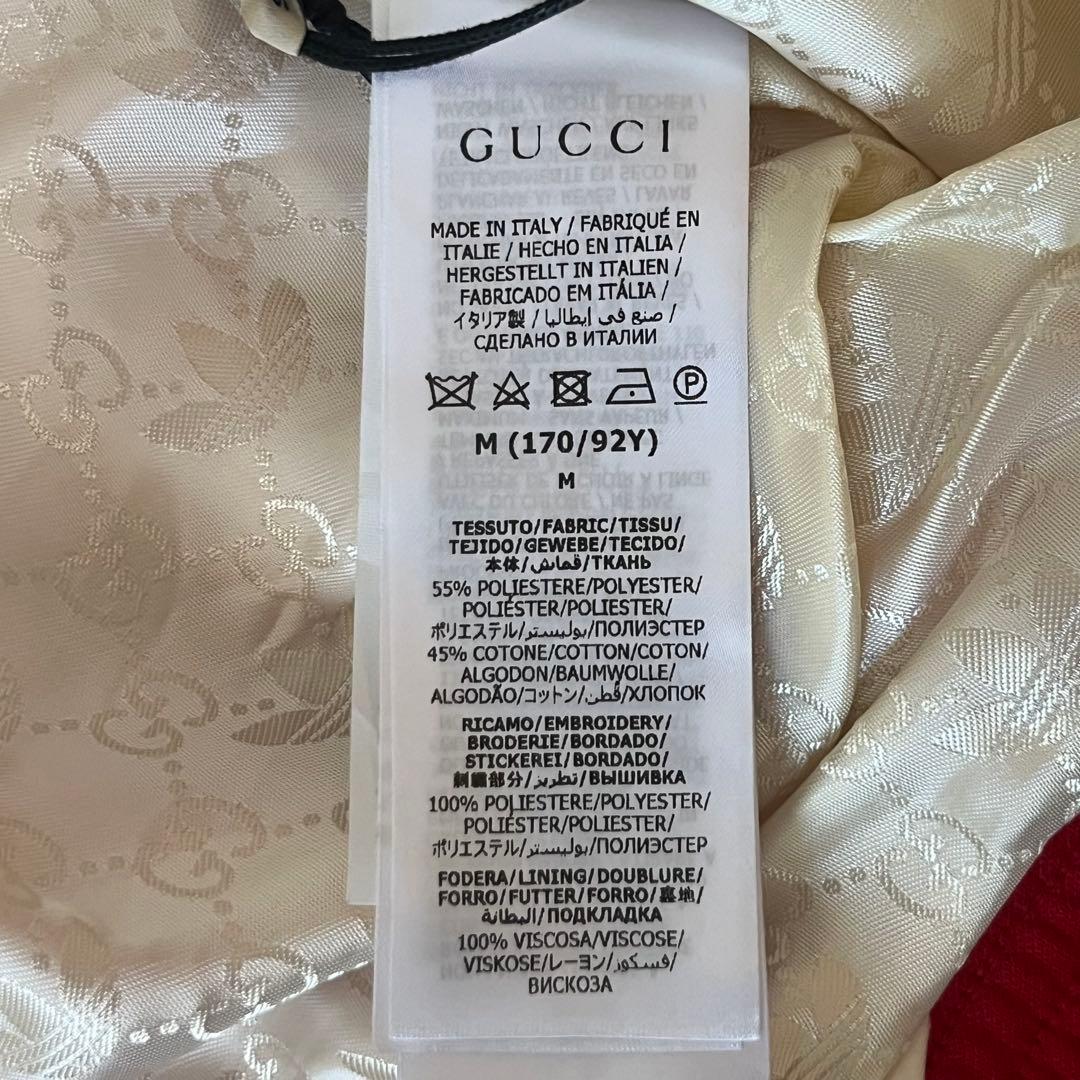 GUCCI
MADE IN ITALY / FABRIQUÉ EN
ITALIE / HECHO EN ITALIA /
HERGESTELLT IN ITALIEN /
FABRICADO EM ITÁLIA /
イタリア製 / صنع في إيطاليا /
СДЕЛАНО В ИТАЛИИ
P
M (170/92Y)
M
TESSUTO/FABRIC/TISSU/
TEJIDO/GEWEBE/TECIDO/
本体/قماش/ТКАНЬ
55% POLIESTERE/POLYESTER/
POLIÉSTER/POLIESTER/
ポリエステル/بوليستر/ПОЛИЭСТЕР
45% COTONE/COTTON/COTON/
ALGODON/BAUMWOLLE/
ALGODÃO/コットン/قطن/ХЛОПОК
RICAMO/EMBROIDERY/
BRODERIE/BORDADO/
STICKEREI/BORDADO/
刺繍部分/تطريز/ВЫШИВКА
100% POLIESTERE/POLYESTER/
POLIÉSTER/POLIESTER/
ポリエステル/بوليستر/ПОЛИЭСТЕР
FODERA/LINING/DOUBLURE/
FORRO/FUTTER/FORRO/裏地/
البطانة/ПОДКЛАДКА
100% VISCOSA/VISCOSE/
VISKOSE/レーヨン/فسكوز/
ВИСКОЗА